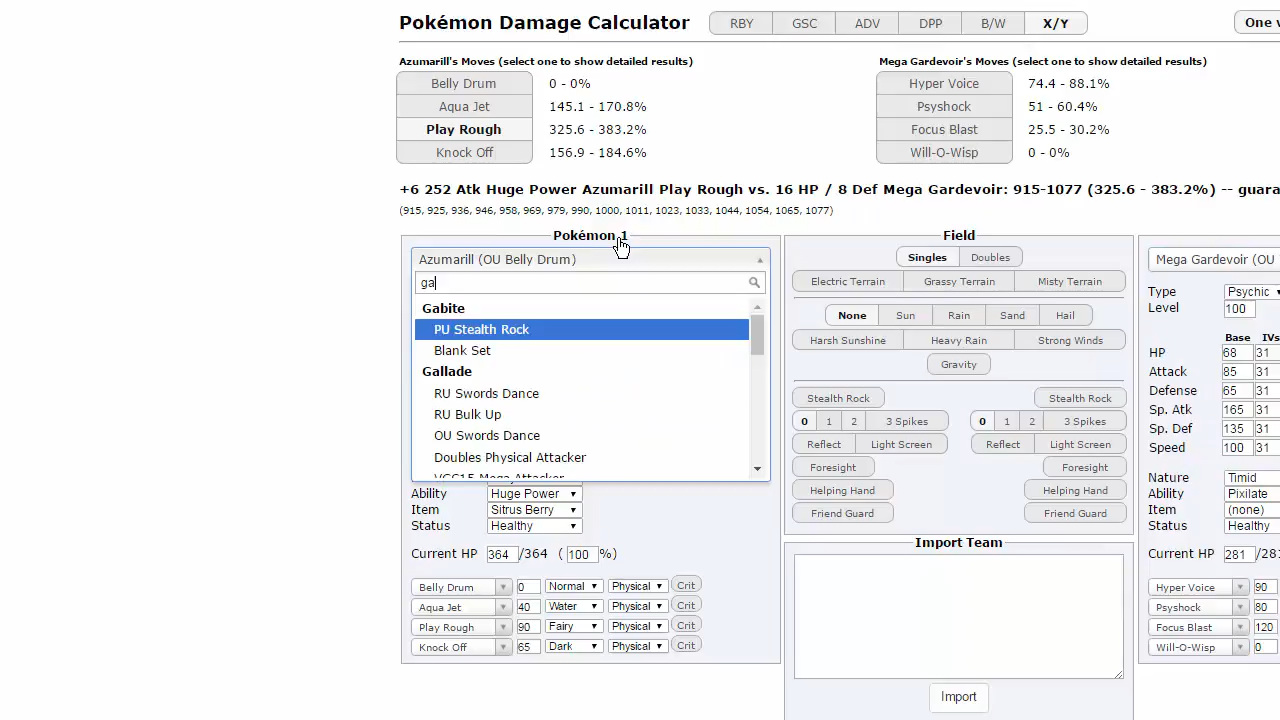 Pokémon Damage Calculator RBY GSC ADV DPP B/W X/Y One v
Azumarill's Moves (select one to show detailed results)
Belly Drum 0 - 0%
Aqua Jet 145.1 - 170.8%
Play Rough 325.6 - 383.2%
Knock Off 156.9 - 184.6%
Mega Gardevoir's Moves (select one to show detailed results)
Hyper Voice 74.4 - 88.1%
Psyshock 51 - 60.4%
Focus Blast 25.5 - 30.2%
Will-O-Wisp 0 - 0%
+6 252 Atk Huge Power Azumarill Play Rough vs. 16 HP / 8 Def Mega Gardevoir: 915-1077 (325.6 - 383.2%) -- guara
(915, 925, 936, 946, 958, 969, 979, 990, 1000, 1011, 1023, 1033, 1044, 1054, 1065, 1077)
Pokémon 1
Azumarill (OU Belly Drum)
ga
Gabite
PU Stealth Rock
Blank Set
Gallade
RU Swords Dance
RU Bulk Up
OU Swords Dance
Doubles Physical Attacker
VGC15 Mega Attacker
Ability Huge Power
Item Sitrus Berry
Status Healthy
Current HP 364 /364 ( 100 %)
Belly Drum 0 Normal Physical Crit
Aqua Jet 40 Water Physical Crit
Play Rough 90 Fairy Physical Crit
Knock Off 65 Dark Physical Crit
Field
Singles Doubles
Electric Terrain Grassy Terrain Misty Terrain
None Sun Rain Sand Hail
Harsh Sunshine Heavy Rain Strong Winds
Gravity
Stealth Rock Stealth Rock
0 1 2 3 Spikes 0 1 2 3 Spikes
Reflect Light Screen Reflect Light Screen
Foresight Foresight
Helping Hand Helping Hand
Friend Guard Friend Guard
Import Team
Import
Mega Gardevoir (OU
Type Psychic
Level 100
Base IVs
HP 68 31
Attack 85 31
Defense 65 31
Sp. Atk 165 31
Sp. Def 135 31
Speed 100 31
Nature Timid
Ability Pixilate
Item (none)
Status Healthy
Current HP 281 /281
Hyper Voice 90
Psyshock 80
Focus Blast 120
Will-O-Wisp 0